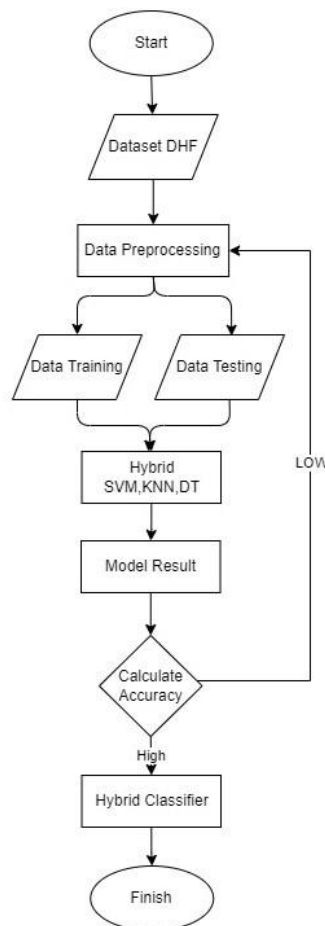 Start
Dataset DHF
Data Preprocessing
Data Training
Data Testing
Hybrid
SVM,KNN,DT
LOW
Model Result
Calculate
Accuracy
High
Hybrid Classifier
Finish